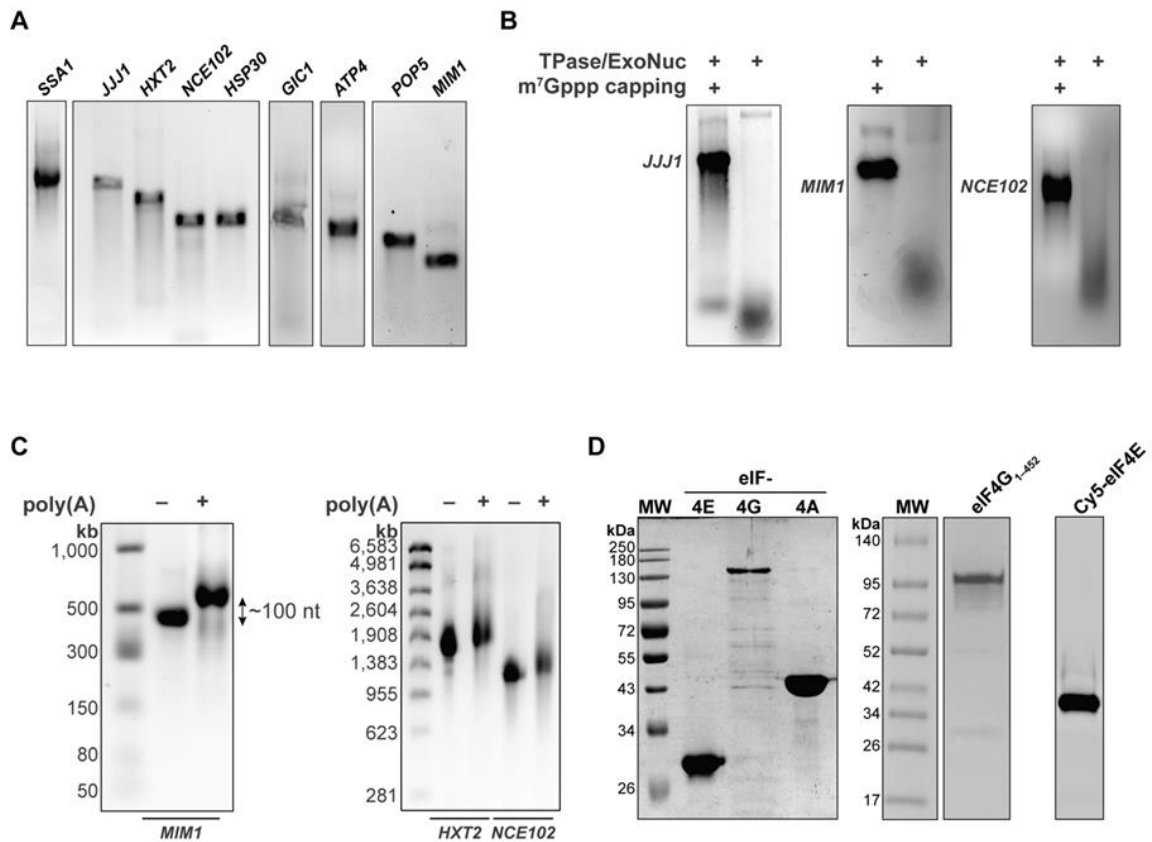 A
SSA1
JJJ1
HXT2
NCE102
HSP30
GIC1
ATP4
POP5
MIM1
B
TPase/ExoNuc + + + + + +
m⁷Gppp capping + + +
JJJ1
MIM1
NCE102
C
poly(A) – +
kb
1,000
500
300
150
80
50
~100 nt
MIM1
poly(A) – + – +
kb
6,583
4,981
3,638
2,604
1,908
1,383
955
623
281
HXT2 NCE102
D
eIF-
MW 4E 4G 4A
kDa
250
180
130
95
72
55
43
34
26
MW
eIF4G₁₋₄₅₂
Cy5-eIF4E
kDa
140
95
72
52
42
34
26
17